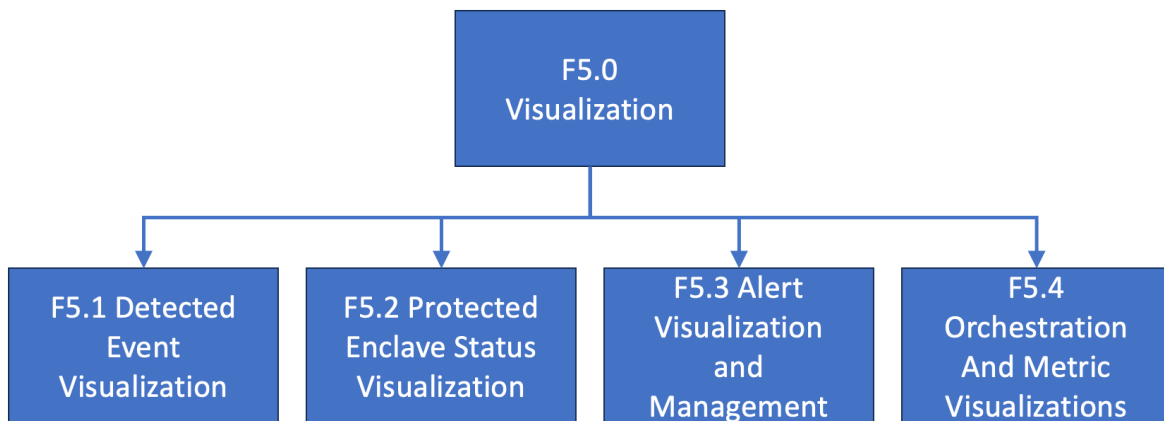 F5.0
Visualization
F5.1 Detected
Event
Visualization
F5.2 Protected
Enclave Status
Visualization
F5.3 Alert
Visualization
and
Management
F5.4
Orchestration
And Metric
Visualizations